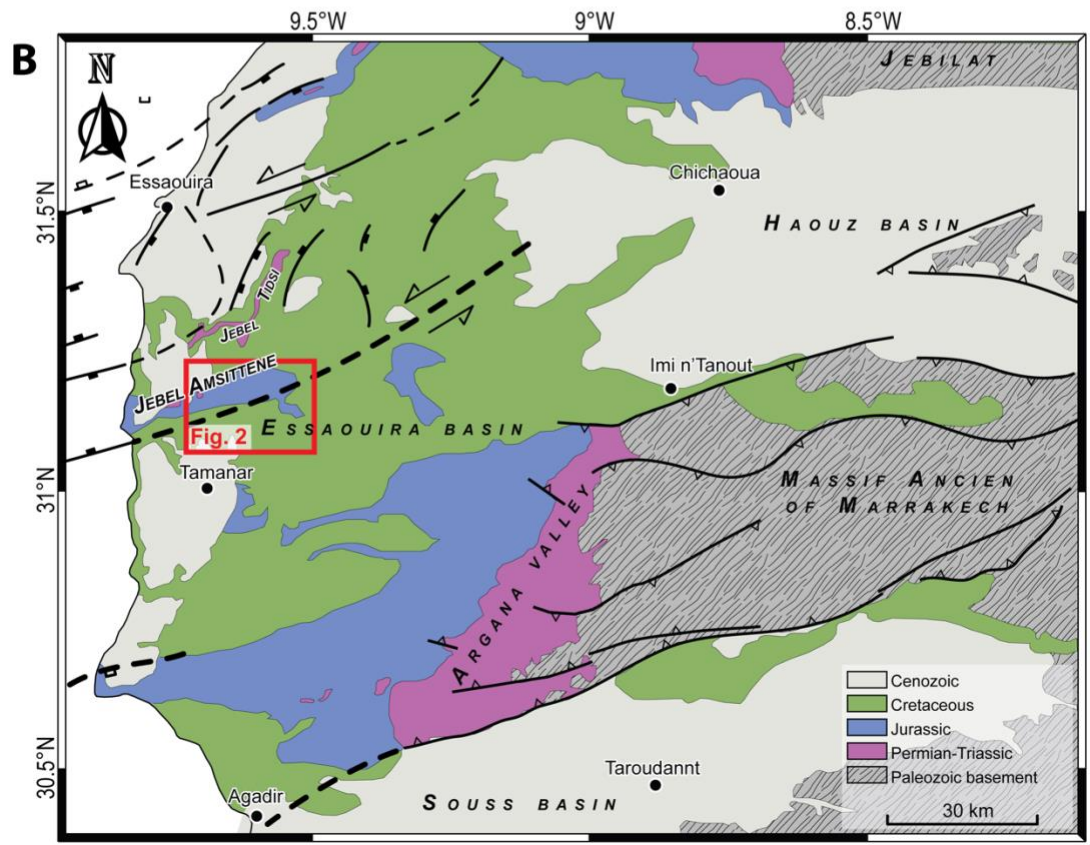 B
9.5°W
9°W
8.5°W
N
JEBILAT
Essaouira
Chichaoua
31.5°N
HAOUZ BASIN
JEBEL TIDSI
JEBEL AMSITTENE
Imi n'Tanout
Fig. 2
ESSAOUIRA BASIN
Tamanar
31°N
MASSIF ANCIEN
OF MARRAKECH
ARGANA VALLEY
Cenozoic
Cretaceous
Jurassic
Permian-Triassic
Paleozoic basement
30 km
30.5°N
Taroudannt
Agadir
SOUSS BASIN